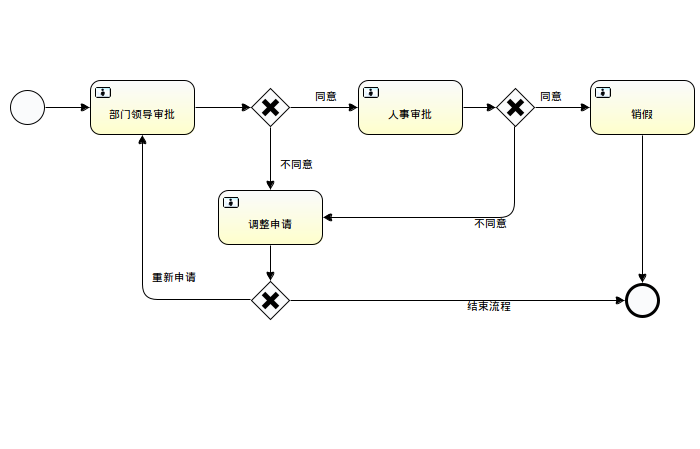 同意
同意
部门领导审批
人事审批
销假
不同意
调整申请
不同意
重新申请
结束流程